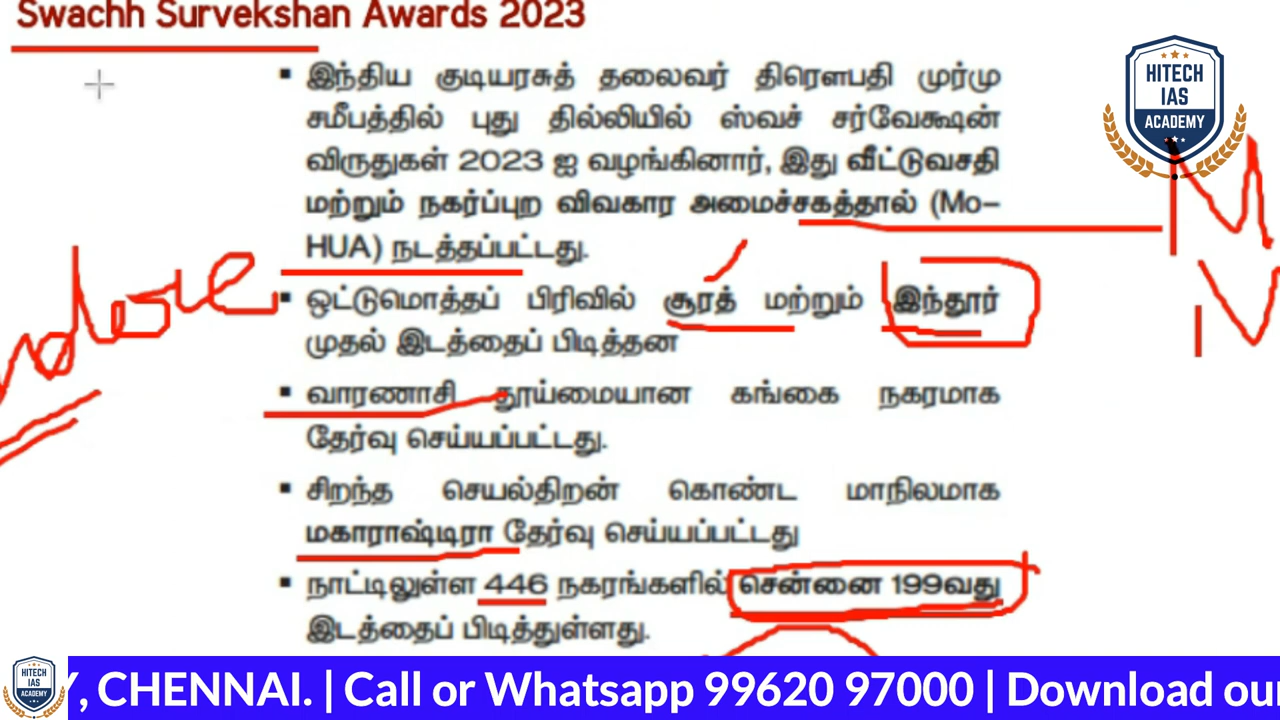 Swachh Survekshan Awards 2023
▪ இந்திய குடியரசுத் தலைவர் திரௌபதி முர்மு
சமீபத்தில் புது தில்லியில் ஸ்வச் சர்வேக்ஷன்
விருதுகள் 2023 ஐ வழங்கினார், இது வீட்டுவசதி
மற்றும் நகர்ப்புற விவகார அமைச்சகத்தால் (Mo–
HUA) நடத்தப்பட்டது.
▪ ஒட்டுமொத்தப் பிரிவில் சூரத் மற்றும் இந்தூர்
முதல் இடத்தைப் பிடித்தன
▪ வாரணாசி தூய்மையான கங்கை நகரமாக
தேர்வு செய்யப்பட்டது.
▪ சிறந்த செயல்திறன் கொண்ட மாநிலமாக
மகாராஷ்டிரா தேர்வு செய்யப்பட்டது
▪ நாட்டிலுள்ள 446 நகரங்களில் சென்னை 199வது
இடத்தைப் பிடித்துள்ளது.
HITECH
IAS
ACADEMY
HITECH
IAS
ACADEMY
, CHENNAI. | Call or Whatsapp 99620 97000 | Download our